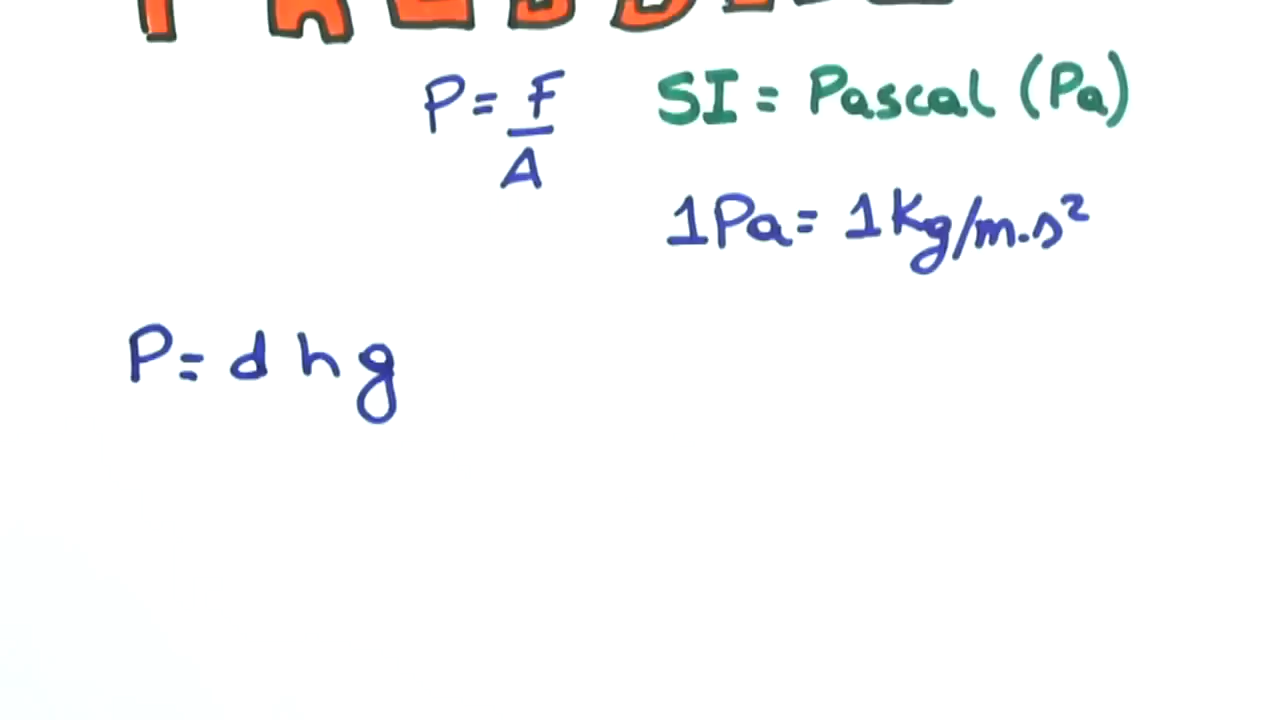 P = F/A
SI = Pascal (Pa)
1Pa = 1Kg/m.s²
P = d h g